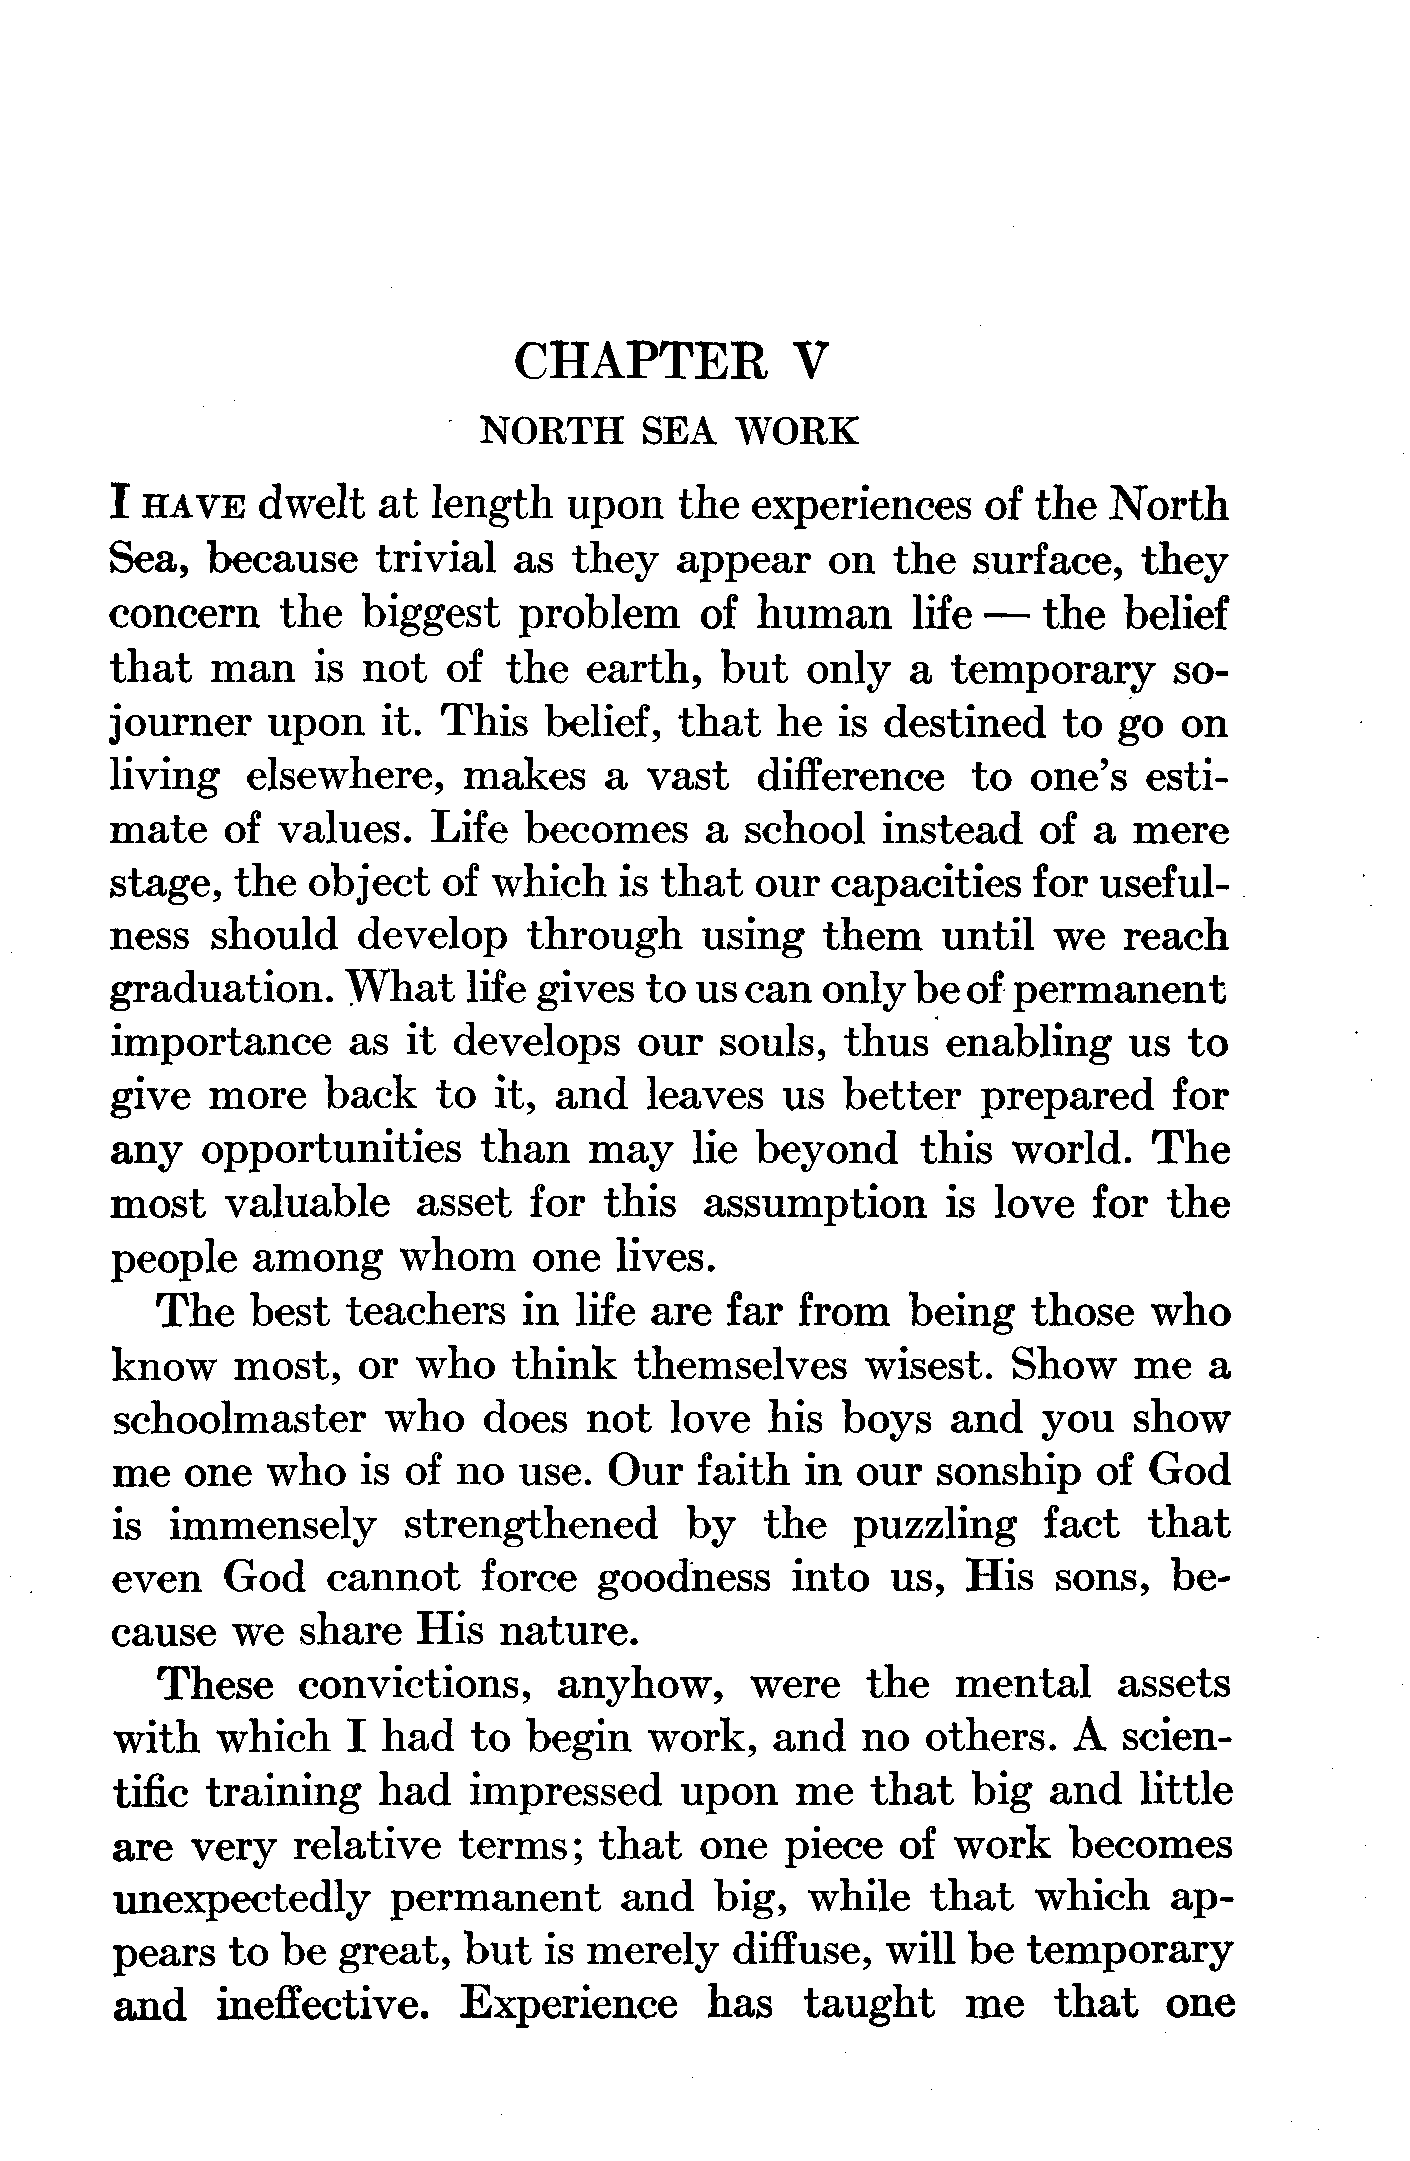 CHAPTER V
NORTH SEA WORK
I HAVE dwelt at length upon the experiences of the North
Sea, because trivial as they appear on the surface, they
concern the biggest problem of human life — the belief
that man is not of the earth, but only a temporary so-
journer upon it. This belief, that he is destined to go on
living elsewhere, makes a vast difference to one's esti-
mate of values. Life becomes a school instead of a mere
stage, the object of which is that our capacities for useful-
ness should develop through using them until we reach
graduation. What life gives to us can only be of permanent
importance as it develops our souls, thus enabling us to
give more back to it, and leaves us better prepared for
any opportunities than may lie beyond this world. The
most valuable asset for this assumption is love for the
people among whom one lives.
The best teachers in life are far from being those who
know most, or who think themselves wisest. Show me a
schoolmaster who does not love his boys and you show
me one who is of no use. Our faith in our sonship of God
is immensely strengthened by the puzzling fact that
even God cannot force goodness into us, His sons, be-
cause we share His nature.
These convictions, anyhow, were the mental assets
with which I had to begin work, and no others. A scien-
tific training had impressed upon me that big and little
are very relative terms; that one piece of work becomes
unexpectedly permanent and big, while that which ap-
pears to be great, but is merely diffuse, will be temporary
and ineffective. Experience has taught me that one